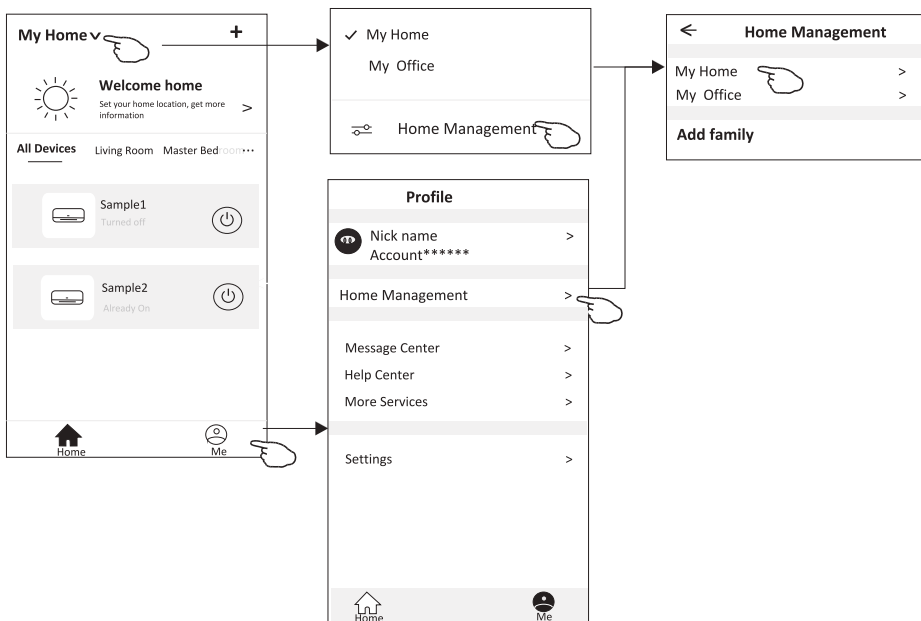 My Home
+
Welcome home
Set your home location, get more
information
>
All Devices Living Room Master Bedroom ...
Sample1
Turned off
Sample2
Already On
Home Me
✓ My Home
My Office
Home Management
Profile
Nick name >
Account******
Home Management >
Message Center >
Help Center >
More Services >
Settings >
Home Me
Home Management
My Home >
My Office >
Add family